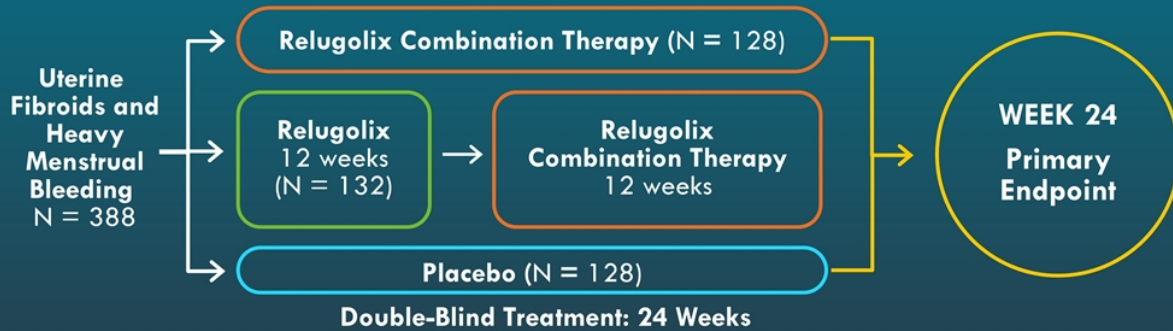 Uterine
Fibroids and
Heavy
Menstrual
Bleeding
N = 388
Relugolix Combination Therapy (N = 128)
Relugolix
12 weeks
(N = 132)
Relugolix
Combination Therapy
12 weeks
Placebo (N = 128)
Double-Blind Treatment: 24 Weeks
WEEK 24
Primary
Endpoint